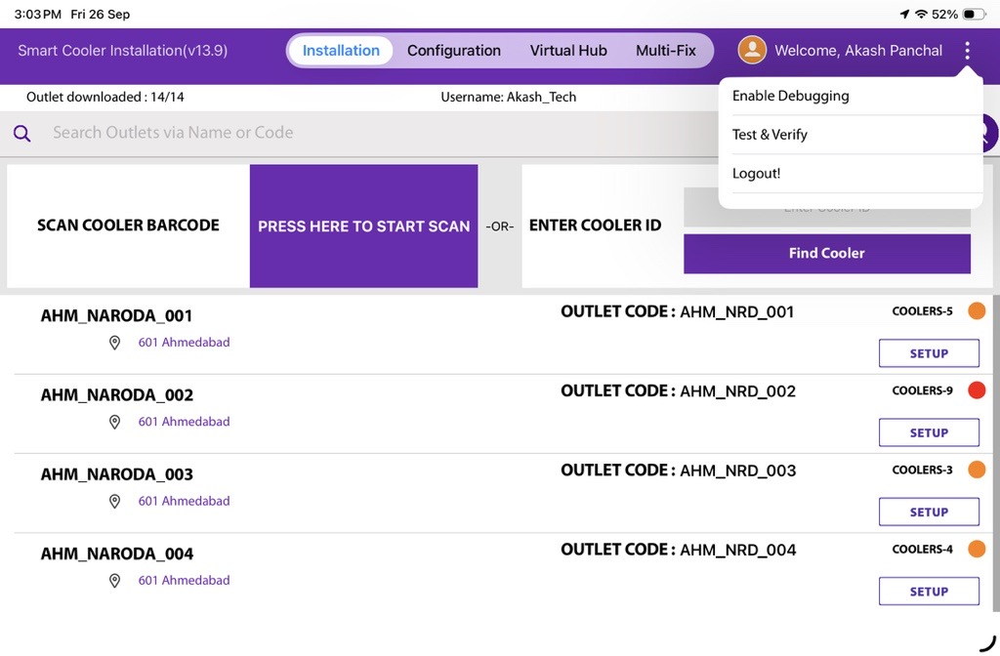 3:03 PM Fri 26 Sep 52%
Smart Cooler Installation(v13.9) Installation Configuration Virtual Hub Multi-Fix Welcome, Akash Panchal
Outlet downloaded : 14/14 Username: Akash_Tech
Enable Debugging
Test & Verify
Logout!
Search Outlets via Name or Code
SCAN COOLER BARCODE PRESS HERE TO START SCAN -OR- ENTER COOLER ID
Enter Cooler ID
Find Cooler
AHM_NARODA_001 OUTLET CODE : AHM_NRD_001 COOLERS-5
601 Ahmedabad
SETUP
AHM_NARODA_002 OUTLET CODE : AHM_NRD_002 COOLERS-9
601 Ahmedabad
SETUP
AHM_NARODA_003 OUTLET CODE : AHM_NRD_003 COOLERS-3
601 Ahmedabad
SETUP
AHM_NARODA_004 OUTLET CODE : AHM_NRD_004 COOLERS-4
601 Ahmedabad
SETUP